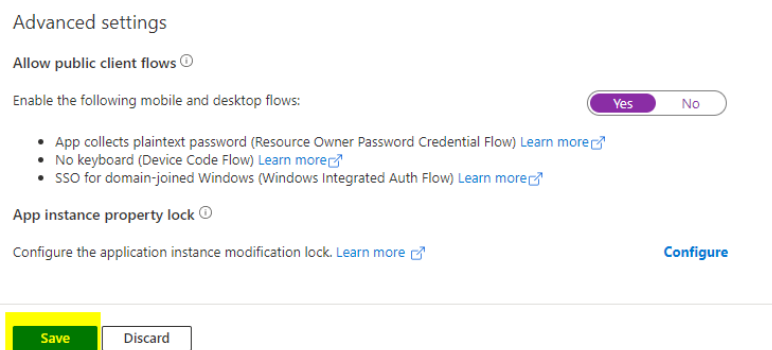 Advanced settings
Allow public client flows
Enable the following mobile and desktop flows:
Yes No
• App collects plaintext password (Resource Owner Password Credential Flow) Learn more
• No keyboard (Device Code Flow) Learn more
• SSO for domain-joined Windows (Windows Integrated Auth Flow) Learn more
App instance property lock
Configure the application instance modification lock. Learn more
Configure
Save Discard